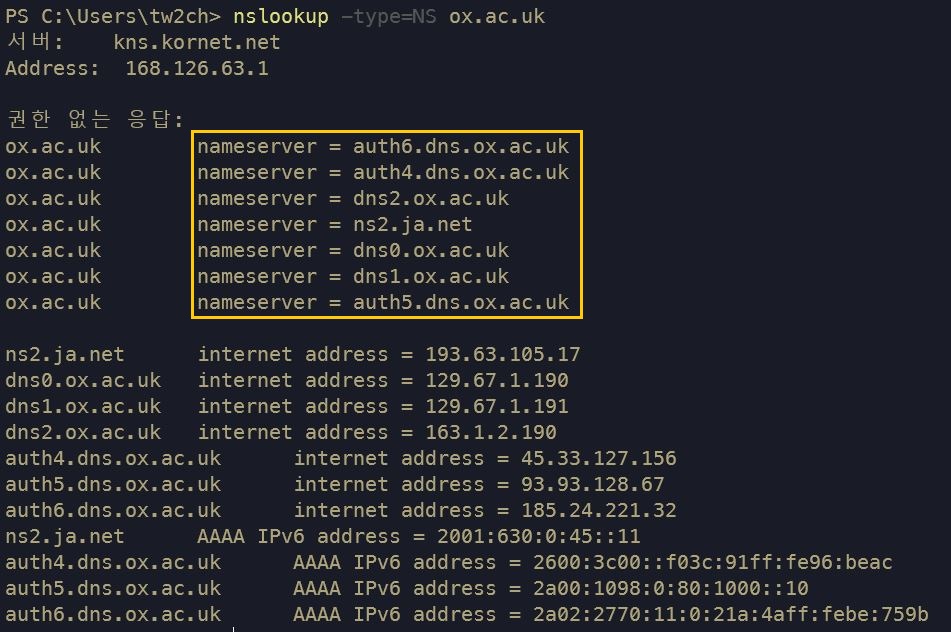 PS C:\Users\tw2ch> nslookup -type=NS ox.ac.uk
서버:    kns.kornet.net
Address:  168.126.63.1
권한 없는 응답:
ox.ac.uk        nameserver = auth6.dns.ox.ac.uk
ox.ac.uk        nameserver = auth4.dns.ox.ac.uk
ox.ac.uk        nameserver = dns2.ox.ac.uk
ox.ac.uk        nameserver = ns2.ja.net
ox.ac.uk        nameserver = dns0.ox.ac.uk
ox.ac.uk        nameserver = dns1.ox.ac.uk
ox.ac.uk        nameserver = auth5.dns.ox.ac.uk
ns2.ja.net      internet address = 193.63.105.17
dns0.ox.ac.uk   internet address = 129.67.1.190
dns1.ox.ac.uk   internet address = 129.67.1.191
dns2.ox.ac.uk   internet address = 163.1.2.190
auth4.dns.ox.ac.uk      internet address = 45.33.127.156
auth5.dns.ox.ac.uk      internet address = 93.93.128.67
auth6.dns.ox.ac.uk      internet address = 185.24.221.32
ns2.ja.net      AAAA IPv6 address = 2001:630:0:45::11
auth4.dns.ox.ac.uk      AAAA IPv6 address = 2600:3c00::f03c:91ff:fe96:beac
auth5.dns.ox.ac.uk      AAAA IPv6 address = 2a00:1098:0:80:1000::10
auth6.dns.ox.ac.uk      AAAA IPv6 address = 2a02:2770:11:0:21a:4aff:febe:759b